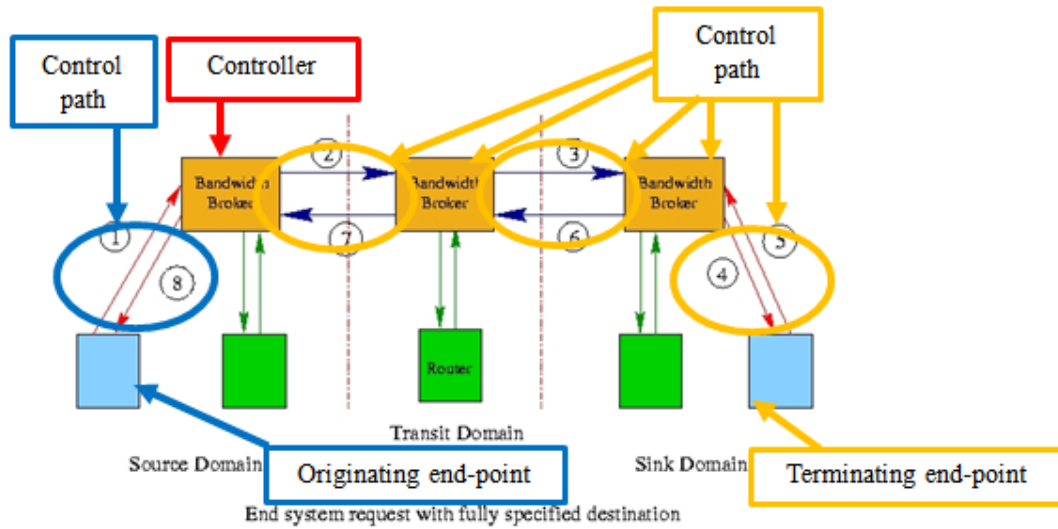 Control
path
Controller
Control
path
2
3
Bandwidth
Broker
Bandwidth
Broker
Bandwidth
Broker
1
7
6
5
8
4
Router
Transit Domain
Source Domain
Originating end-point
Sink Domain
Terminating end-point
End system request with fully specified destination